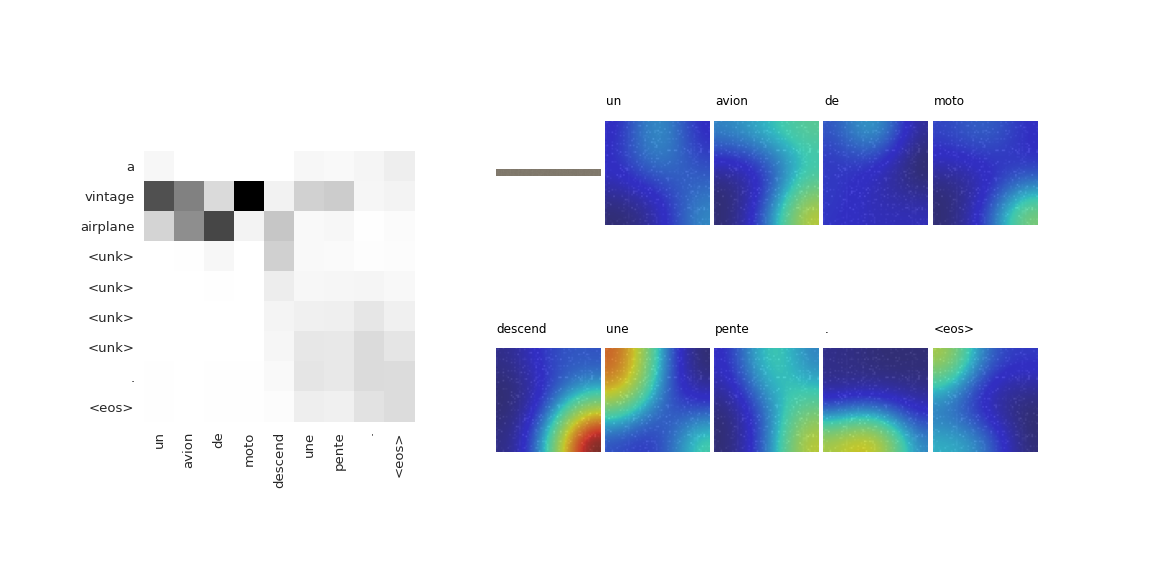 a
vintage
airplane
<unk>
<unk>
<unk>
<unk>
.
<eos>
un avion de moto descend une pente . <eos>
un avion de moto
descend une pente . <eos>